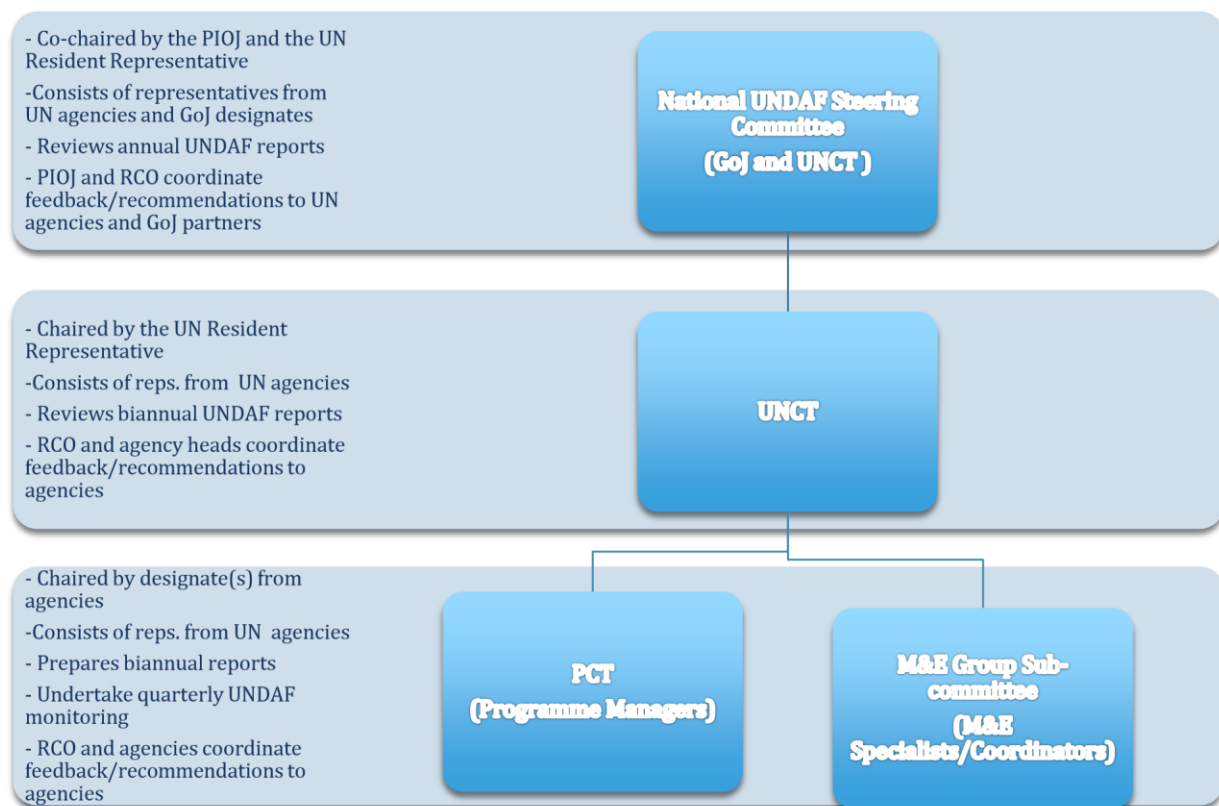 - Co-chaired by the PIOJ and the UN
Resident Representative
-Consists of representatives from
UN agencies and GoJ designates
- Reviews annual UNDAF reports
- PIOJ and RCO coordinate
feedback/recommendations to UN
agencies and GoJ partners
National UNDAF Steering
Committee
(GoJ and UNCT )
- Chaired by the UN Resident
Representative
-Consists of reps. from UN agencies
- Reviews biannual UNDAF reports
- RCO and agency heads coordinate
feedback/recommendations to
agencies
UNCT
- Chaired by designate(s) from
agencies
-Consists of reps. from UN agencies
- Prepares biannual reports
- Undertake quarterly UNDAF
monitoring
- RCO and agencies coordinate
feedback/recommendations to
agencies
PCT
(Programme Managers)
M&E Group Sub-
committee
(M&E
Specialists/Coordinators)